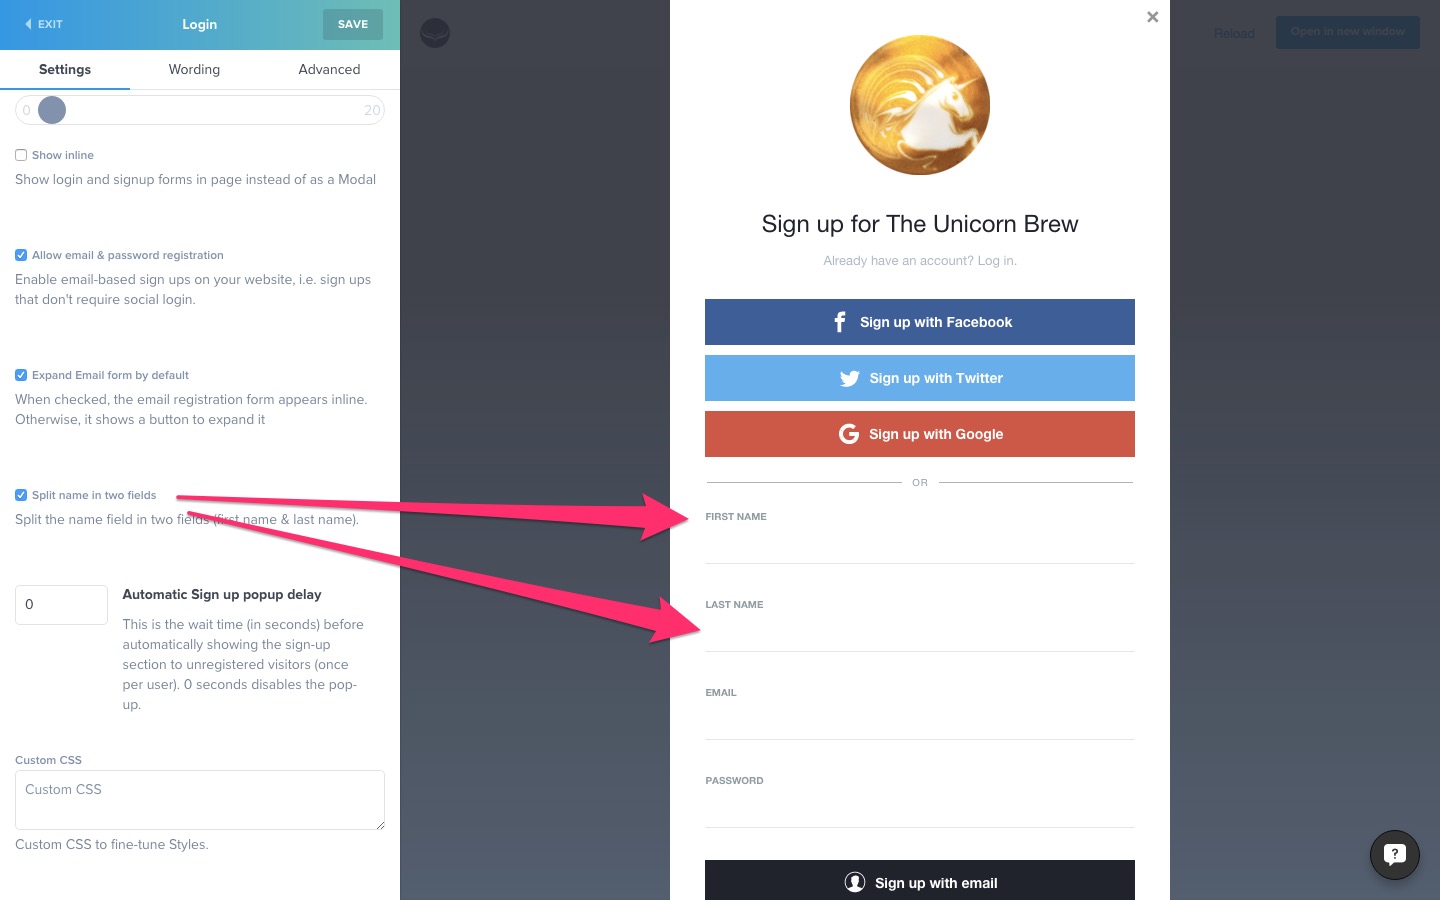 EXIT
Login
SAVE
Settings
Wording
Advanced
0
20
Show inline
Show login and signup forms in page instead of as a Modal
Allow email & password registration
Enable email-based sign ups on your website, i.e. sign ups
that don't require social login.
Expand Email form by default
When checked, the email registration form appears inline.
Otherwise, it shows a button to expand it
Split name in two fields
Split the name field in two fields (first name & last name).
0
Automatic Sign up popup delay
This is the wait time (in seconds) before
automatically showing the sign-up
section to unregistered visitors (once
per user). 0 seconds disables the pop-
up.
Custom CSS
Custom CSS
Custom CSS to fine-tune Styles.
Reload
Open in new window
×
Sign up for The Unicorn Brew
Already have an account? Log in.
Sign up with Facebook
Sign up with Twitter
Sign up with Google
OR
FIRST NAME
LAST NAME
EMAIL
PASSWORD
Sign up with email
?